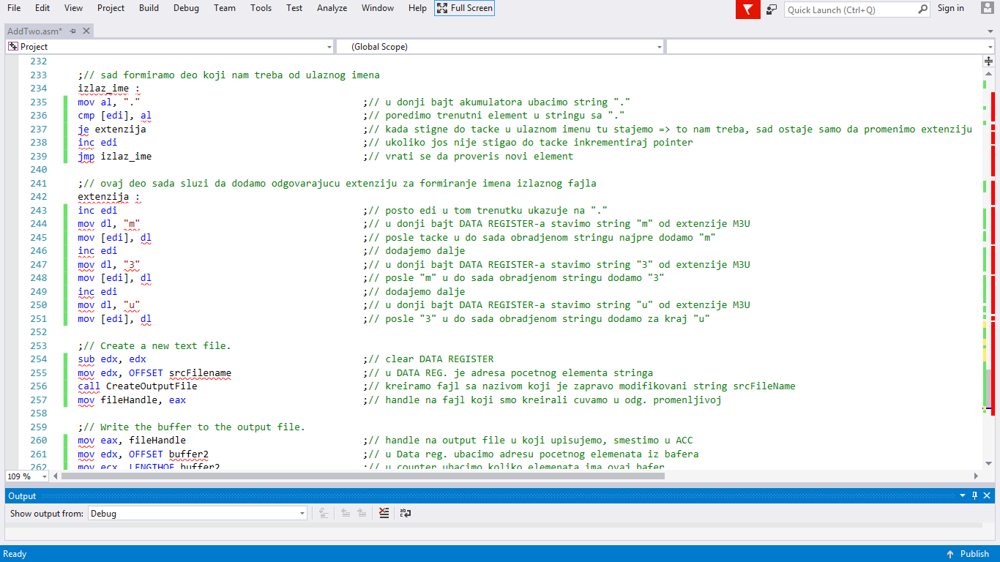 File Edit View Project Build Debug Team Tools Test Analyze Window Help Full Screen Quick Launch (Ctrl+Q) Sign in
AddTwo.asm*
Project (Global Scope)
232
233 ;// sad formiramo deo koji nam treba od ulaznog imena
234 izlaz_ime :
235 mov al, "." ;// u donji bajt akumulatora ubacimo string "."
236 cmp [edi], al ;// poredimo trenutni element u stringu sa "."
237 je extenzija ;// kada stigne do tacke u ulaznom imenu tu stajemo => to nam treba, sad ostaje samo da promenimo extenziju
238 inc edi ;// ukoliko jos nije stigao do tacke inkrementiraj pointer
239 jmp izlaz_ime ;// vrati se da proveris novi element
240
241 ;// ovaj deo sada sluzi da dodamo odgovarajucu extenziju za formiranje imena izlaznog fajla
242 extenzija :
243 inc edi ;// posto edi u tom trenutku ukazuje na "."
244 mov dl, "m" ;// u donji bajt DATA REGISTER-a stavimo string "m" od extenzije M3U
245 mov [edi], dl ;// posle tacke u do sada obradjenom stringu najpre dodamo "m"
246 inc edi ;// dodajemo dalje
247 mov dl, "3" ;// u donji bajt DATA REGISTER-a stavimo string "3" od extenzije M3U
248 mov [edi], dl ;// posle "m" u do sada obradjenom stringu dodamo "3"
249 inc edi ;// dodajemo dalje
250 mov dl, "u" ;// u donji bajt DATA REGISTER-a stavimo string "u" od extenzije M3U
251 mov [edi], dl ;// posle "3" u do sada obradjenom stringu dodamo za kraj "u"
252
253 ;// Create a new text file.
254 sub edx, edx ;// clear DATA REGISTER
255 mov edx, OFFSET srcFilename ;// u DATA REG. je adresa pocetnog elementa stringa
256 call CreateOutputFile ;// kreiramo fajl sa nazivom koji je zapravo modifikovani string srcFileName
257 mov fileHandle, eax ;// handle na fajl koji smo kreirali cuvamo u odg. promenljivoj
258
259 ;// Write the buffer to the output file.
260 mov eax, fileHandle ;// handle na output file u koji upisujemo, smestimo u ACC
261 mov edx, OFFSET buffer2 ;// u Data reg. ubacimo adresu pocetnog elemenata iz bafera
262 mov ecx, LENGTHOF buffer2 ;// u counter ubacimo koliko elemenata ima ovaj bafer
109 %
Output
Show output from: Debug
Ready Publish